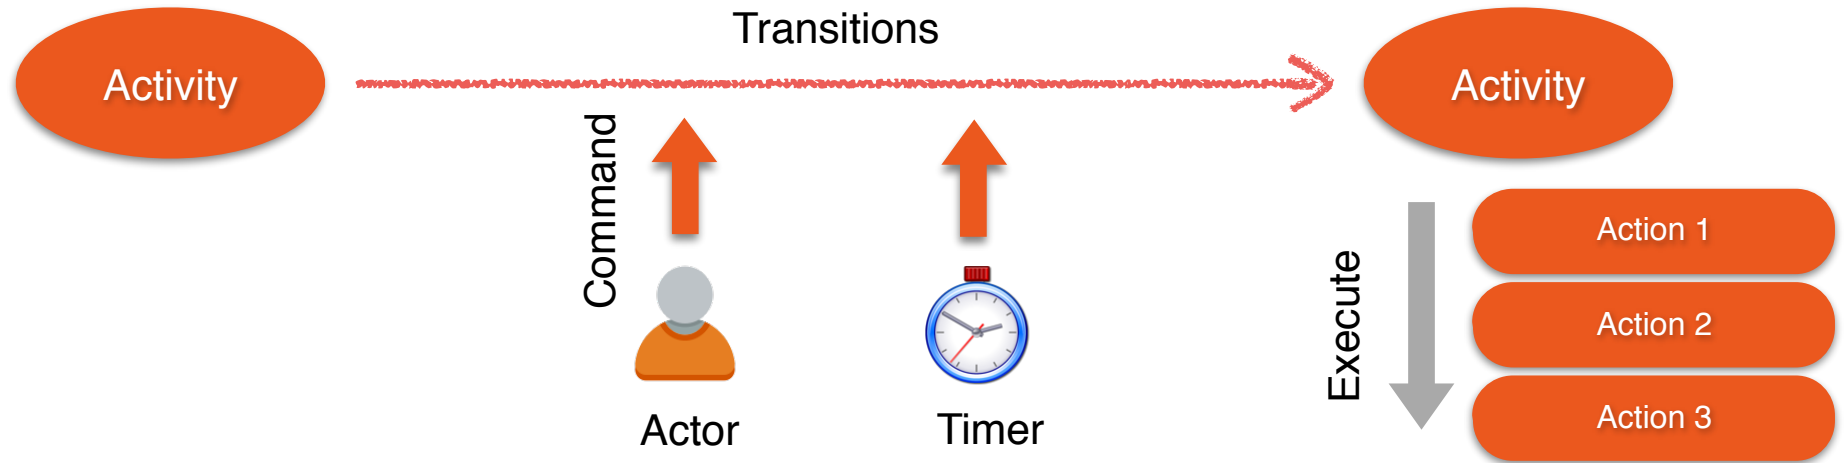 Transitions
Activity
Activity
Command
Actor
Timer
Execute
Action 1
Action 2
Action 3